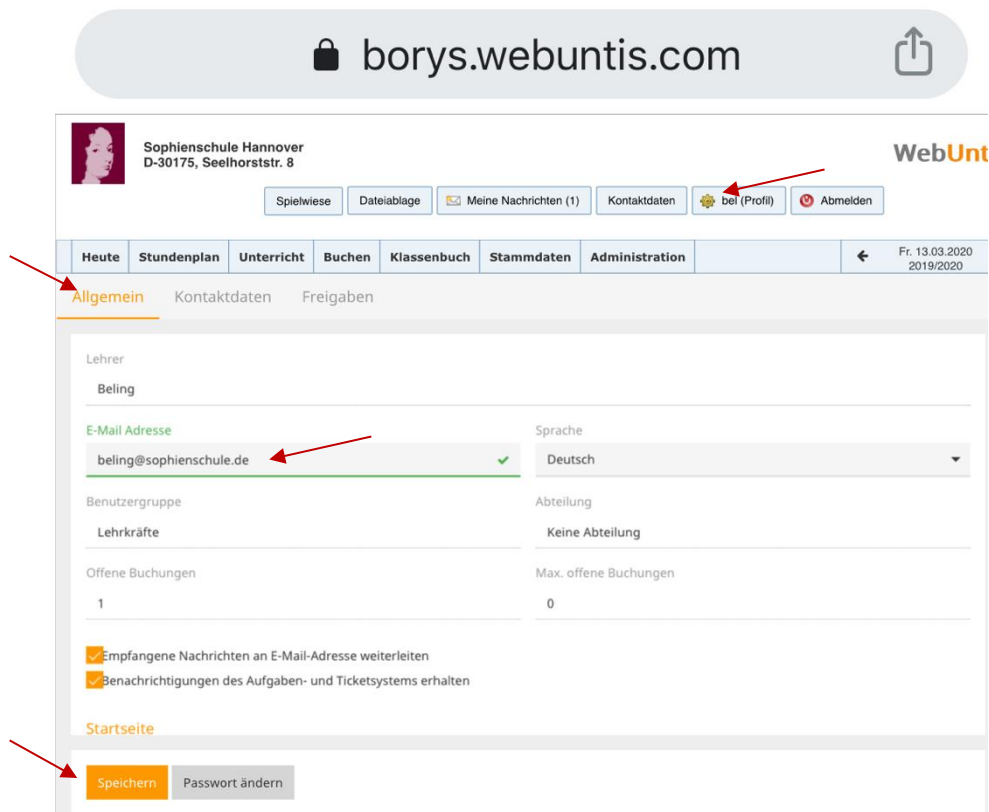 borys.webuntis.com
Sophienschule Hannover
D-30175, Seelhorststr. 8
WebUnt
Spielwiese Dateiablage Meine Nachrichten (1) Kontaktdaten bel (Profil) Abmelden
Heute Stundenplan Unterricht Buchen Klassenbuch Stammdaten Administration Fr. 13.03.2020
2019/2020
Allgemein Kontaktdaten Freigaben
Lehrer
Beling
E-Mail Adresse Sprache
beling@sophienschule.de Deutsch
Benutzergruppe Abteilung
Lehrkräfte Keine Abteilung
Offene Buchungen Max. offene Buchungen
1 0
Empfangene Nachrichten an E-Mail-Adresse weiterleiten
Benachrichtigungen des Aufgaben- und Ticketsystems erhalten
Startseite
Speichern Passwort ändern